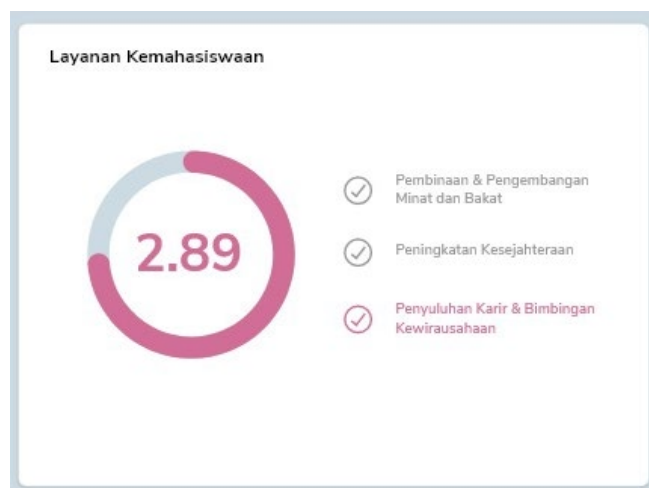 Layanan Kemahasiswaan
2.89
Pembinaan & Pengembangan
Minat dan Bakat
Peningkatan Kesejahteraan
Penyuluhan Karir & Bimbingan
Kewirausahaan